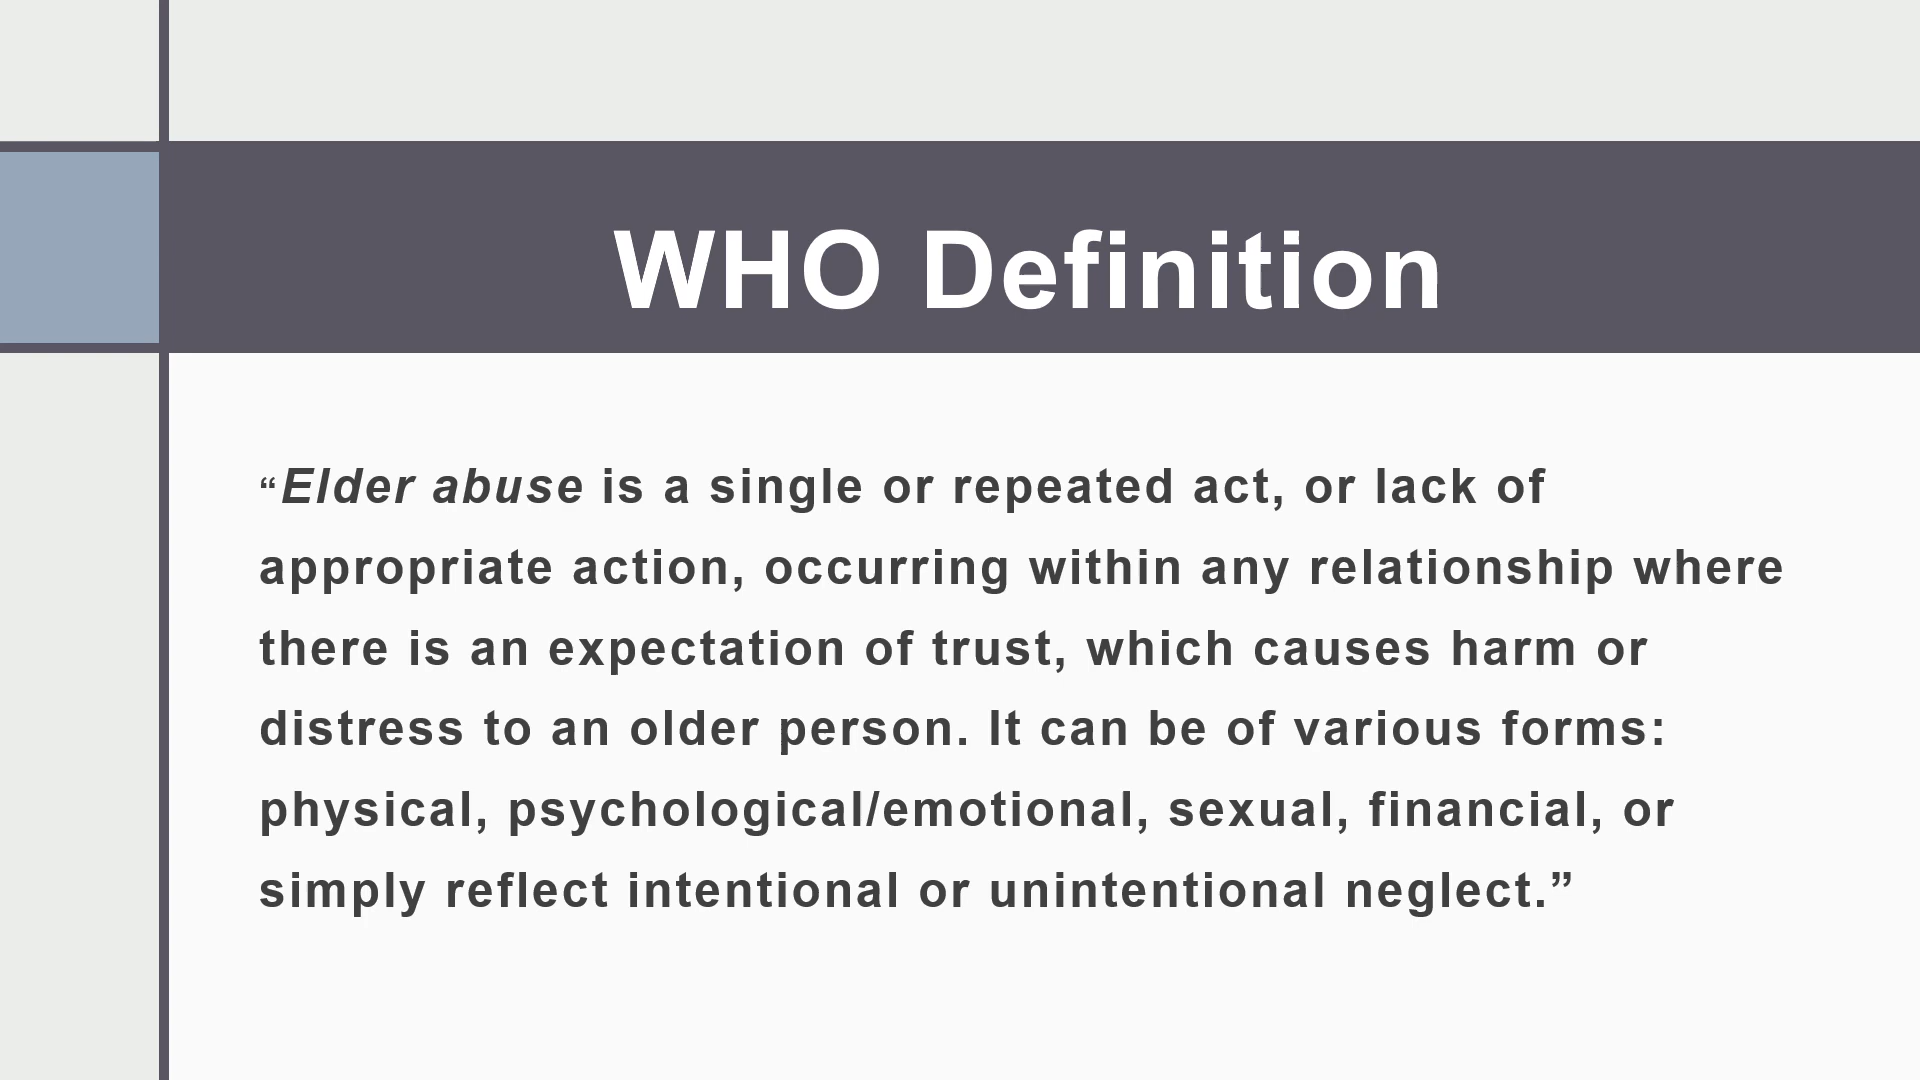 WHO Definition
“Elder abuse is a single or repeated act, or lack of
appropriate action, occurring within any relationship where
there is an expectation of trust, which causes harm or
distress to an older person. It can be of various forms:
physical, psychological/emotional, sexual, financial, or
simply reflect intentional or unintentional neglect.”